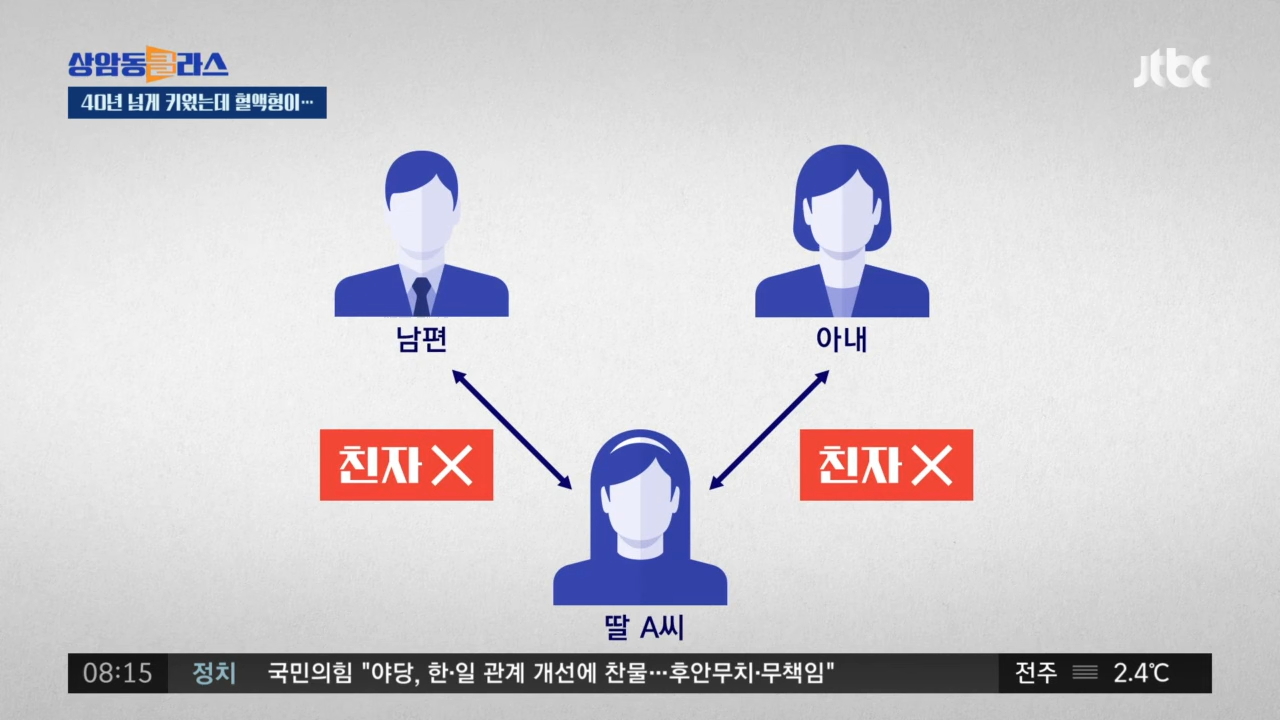 상암동클라스
jtbc
40년 넘게 키웠는데 혈액형이…
남편
아내
친자 X
친자 X
딸 A씨
08:15 정치 국민의힘 "야당, 한·일 관계 개선에 찬물…후안무치·무책임" 전주 2.4℃